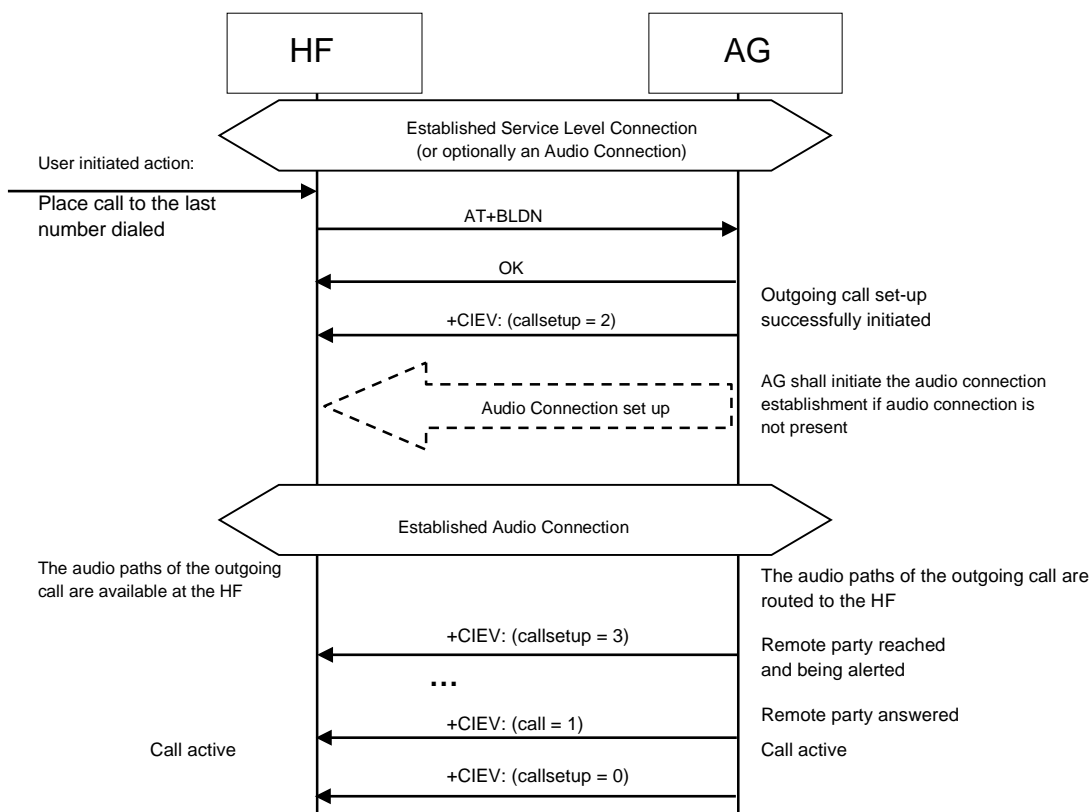 HF
AG
Established Service Level Connection
(or optionally an Audio Connection)
User initiated action:
Place call to the last
number dialed
AT+BLDN
OK
Outgoing call set-up
successfully initiated
+CIEV: (callsetup = 2)
AG shall initiate the audio connection
establishment if audio connection is
not present
Audio Connection set up
Established Audio Connection
The audio paths of the outgoing
call are available at the HF
The audio paths of the outgoing call are
routed to the HF
+CIEV: (callsetup = 3)
Remote party reached
and being alerted
...
+CIEV: (call = 1)
Remote party answered
Call active
Call active
+CIEV: (callsetup = 0)